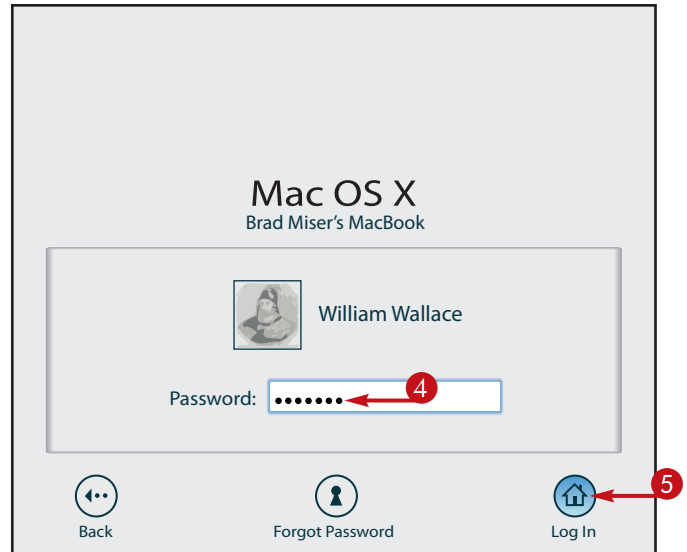 Mac OS X
Brad Miser's MacBook
William Wallace
Password: ••••••• 4
5
Back Forgot Password Log In